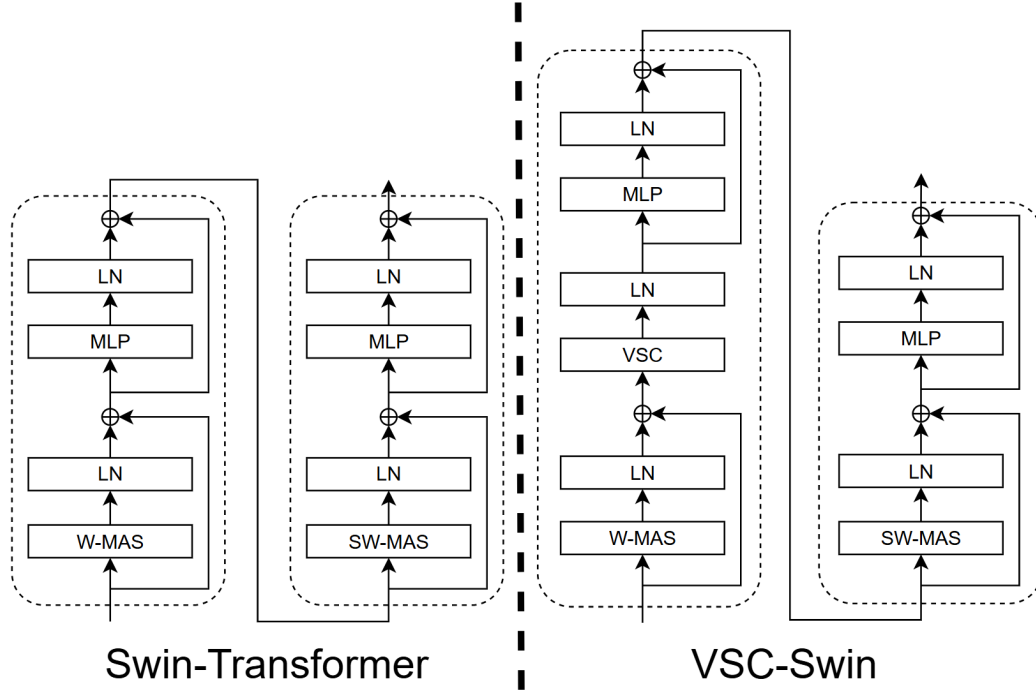 LN
MLP
LN
W-MAS
LN
MLP
LN
SW-MAS
Swin-Transformer
LN
MLP
LN
VSC
LN
W-MAS
LN
MLP
LN
SW-MAS
VSC-Swin